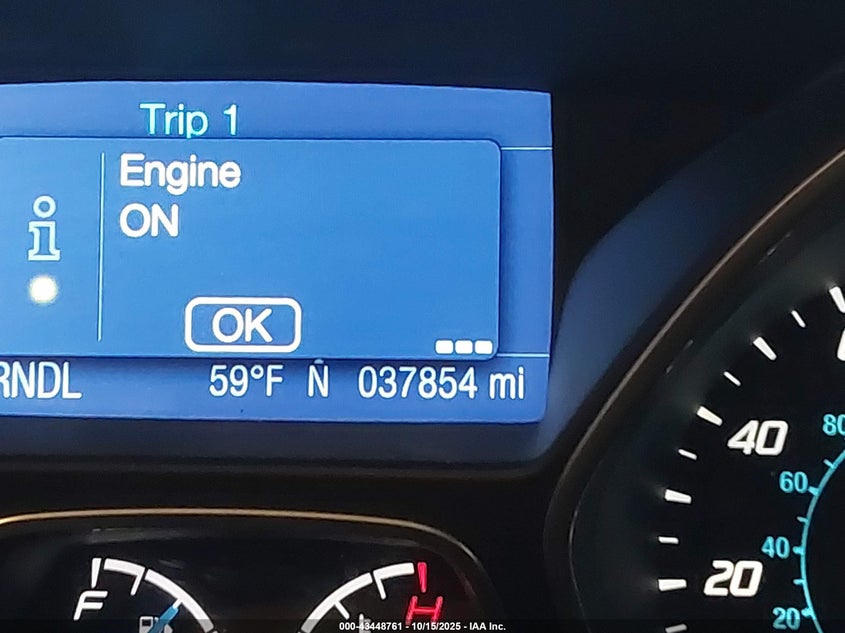 Trip 1
Engine
ON
OK
RNDL 59°F N 037854 mi
40
80
60
40
20
20
F
H
000-43448761 - 10/15/2025 - IAA Inc.